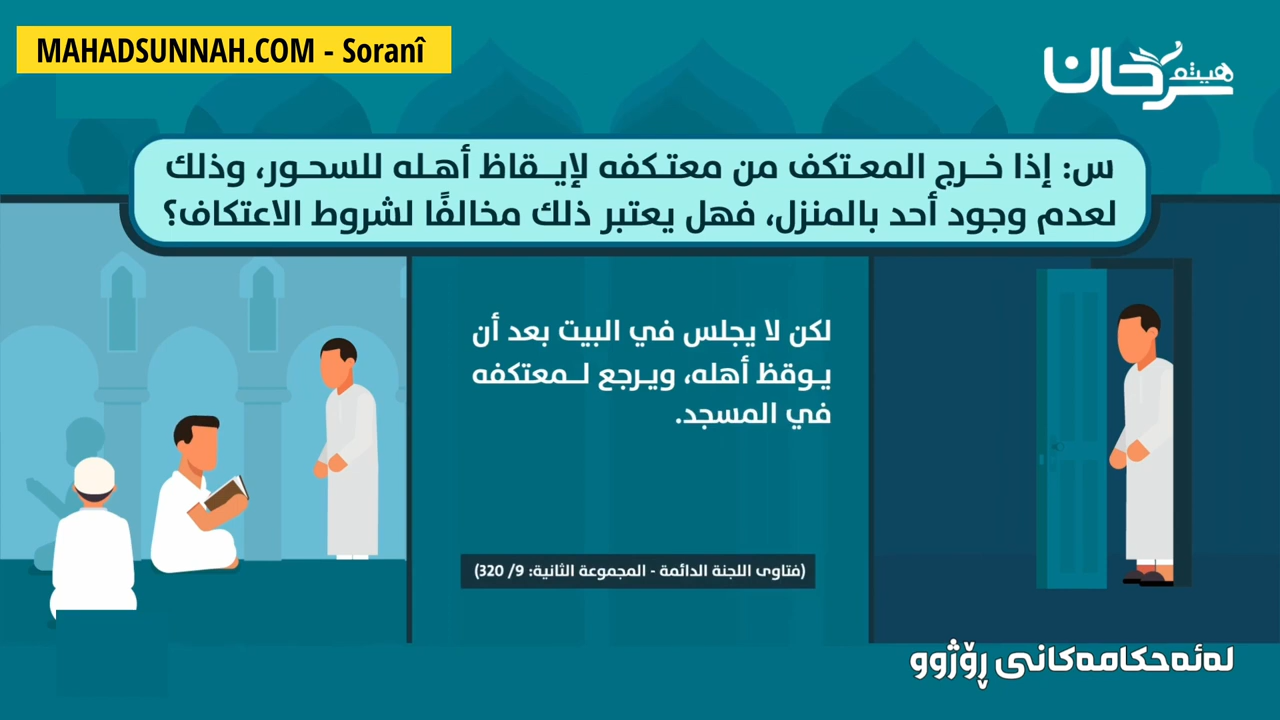 MAHADSUNNAH.COM - Soranî
هيثم
سرحان
س: إذا خرج المعتكف من معتكفه لإيقاظ أهله للسحور، وذلك
لعدم وجود أحد بالمنزل، فهل يعتبر ذلك مخالفًا لشروط الاعتكاف؟
لكن لا يجلس في البيت بعد أن
يوقظ أهله، ويرجع لمعتكفه
في المسجد.
(فتاوى اللجنة الدائمة - المجموعة الثانية: 9/ 320)
لەئەحکامەکانی ڕۆژوو